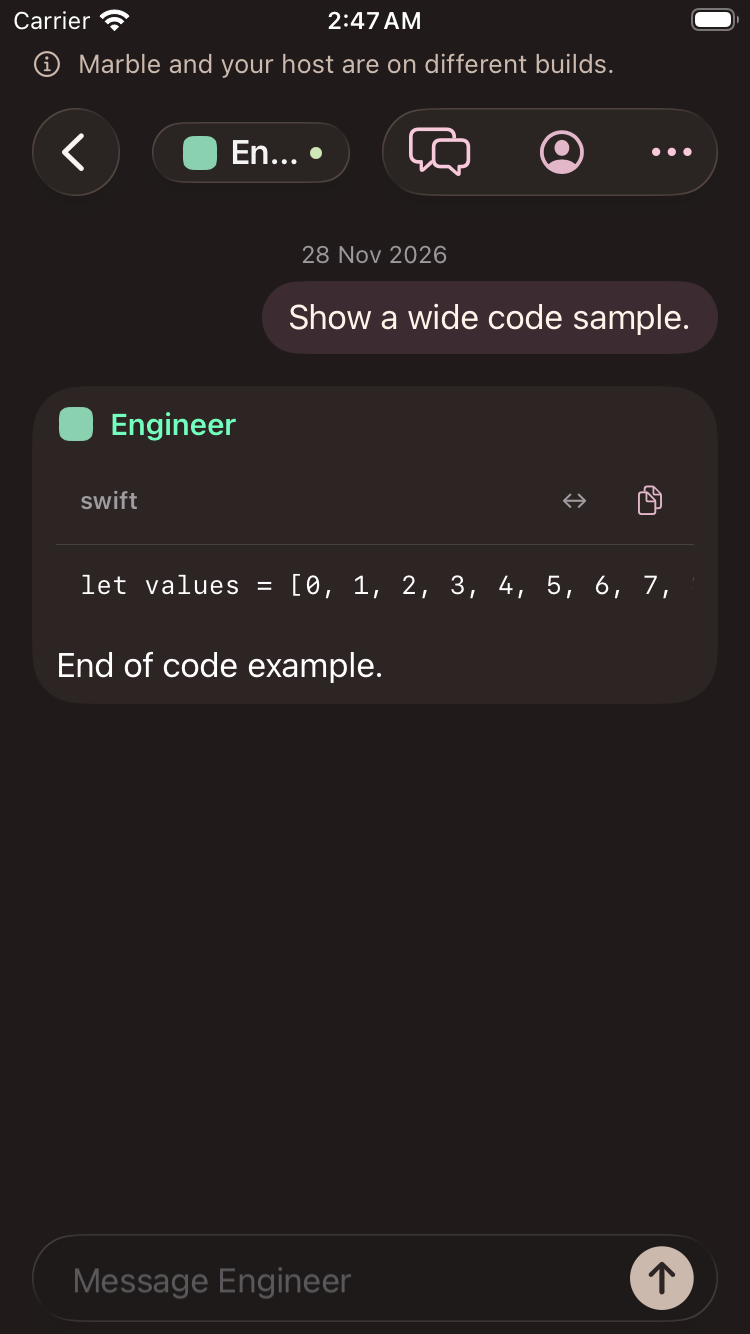 Carrier
2:47 AM
Marble and your host are on different builds.
En...
28 Nov 2026
Show a wide code sample.
Engineer
swift
let values = [0, 1, 2, 3, 4, 5, 6, 7,
End of code example.
Message Engineer